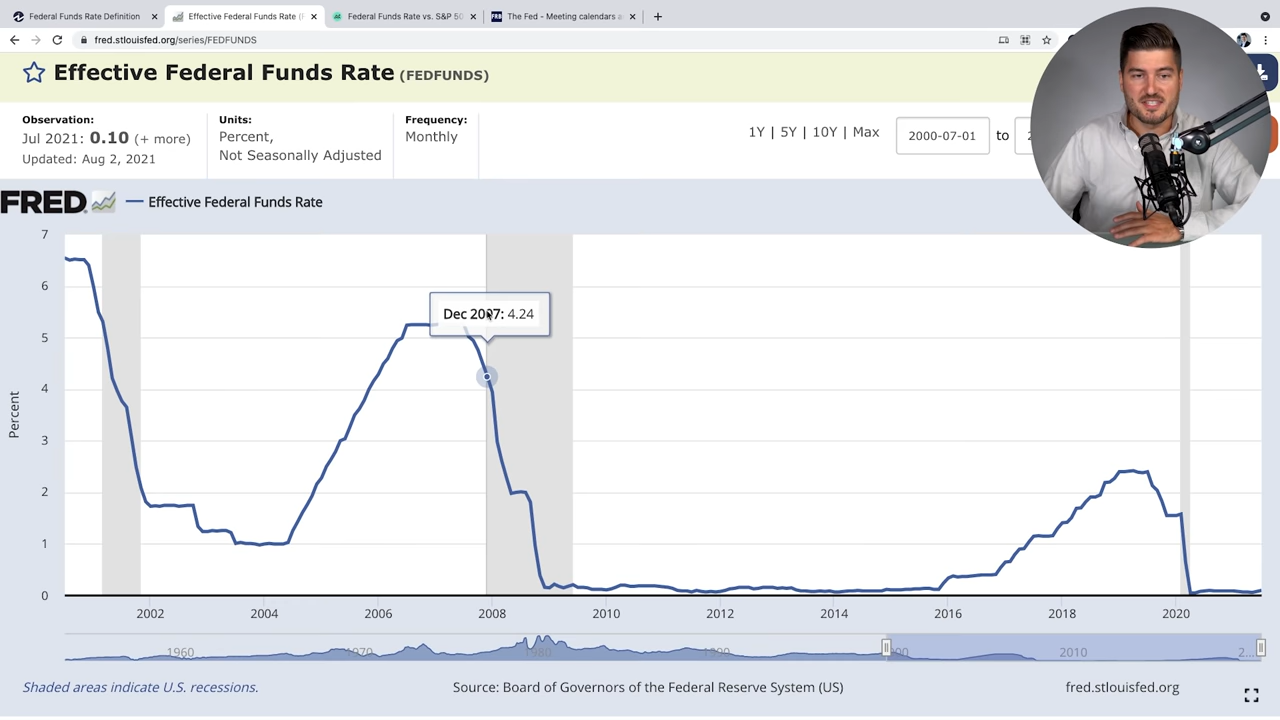 Federal Funds Rate Definition
Effective Federal Funds Rate (F
Federal Funds Rate vs. S&P 50
The Fed - Meeting calendars a
fred.stlouisfed.org/series/FEDFUNDS
Effective Federal Funds Rate (FEDFUNDS)
Observation:
Jul 2021: 0.10 (+ more)
Updated: Aug 2, 2021
Units:
Percent,
Not Seasonally Adjusted
Frequency:
Monthly
1Y | 5Y | 10Y | Max
2000-07-01 to 2
FRED
Effective Federal Funds Rate
Percent
7
6
5
4
3
2
1
0
Dec 2007: 4.24
2002 2004 2006 2008 2010 2012 2014 2016 2018 2020
1960 1970 1980 1990 2000 2010 2...
Shaded areas indicate U.S. recessions.
Source: Board of Governors of the Federal Reserve System (US)
fred.stlouisfed.org